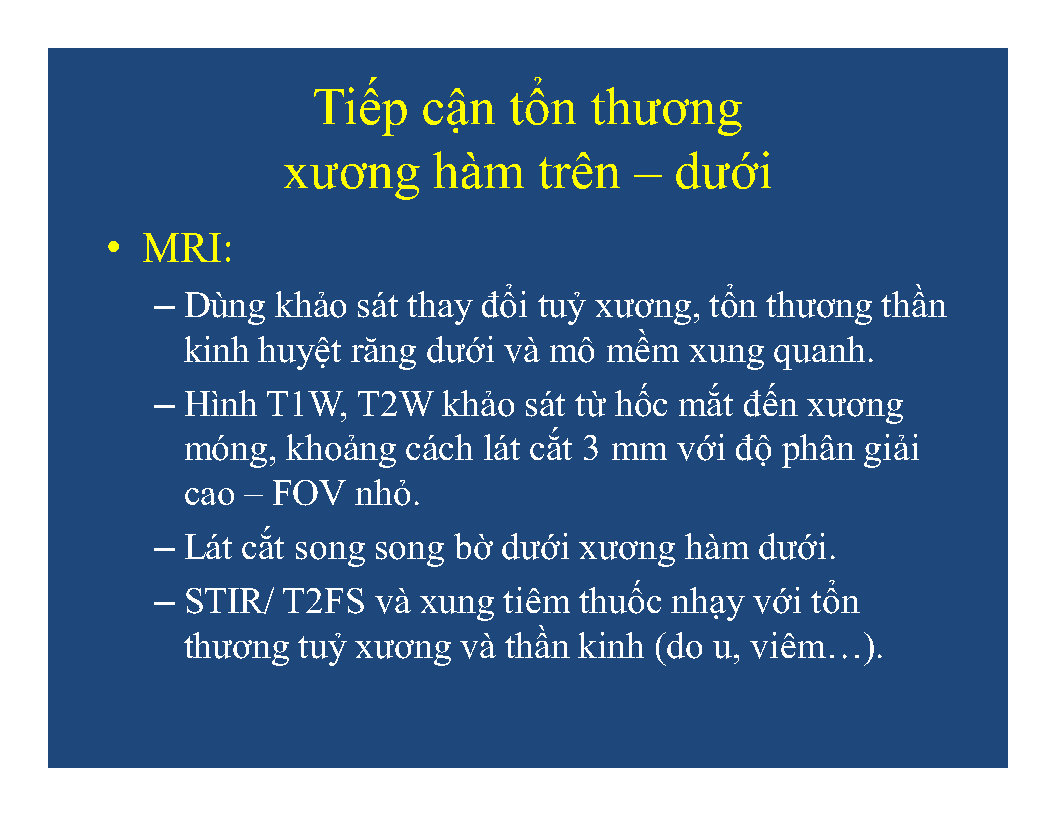 Tiếp cận tổn thương
xương hàm trên – dưới
• MRI:
– Dùng khảo sát thay đổi tuỷ xương, tổn thương thần
kinh huyệt răng dưới và mô mềm xung quanh.
– Hình T1W, T2W khảo sát từ hốc mắt đến xương
móng, khoảng cách lát cắt 3 mm với độ phân giải
cao – FOV nhỏ.
– Lát cắt song song bờ dưới xương hàm dưới.
– STIR/ T2FS và xung tiêm thuốc nhạy với tổn
thương tuỷ xương và thần kinh (do u, viêm…).